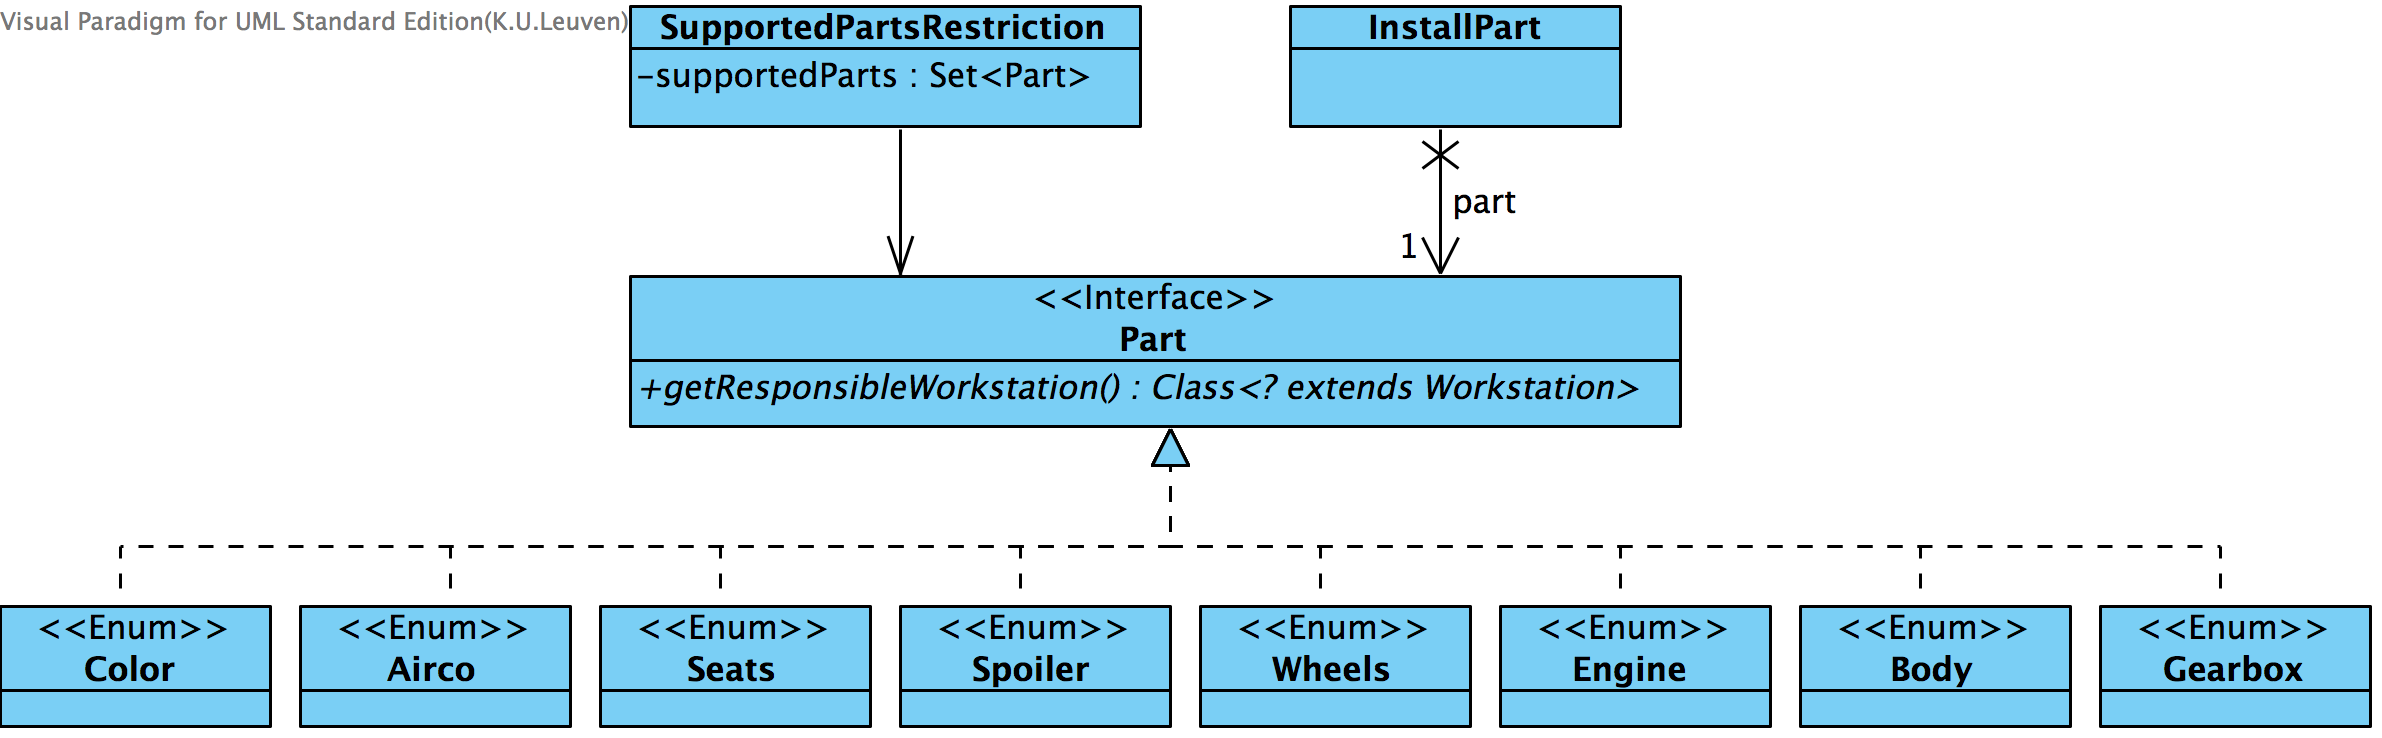 Visual Paradigm for UML Standard Edition(K.U.Leuven)
SupportedPartsRestriction
-supportedParts : Set<Part>
InstallPart
part
1
<<Interface>>
Part
+getResponsibleWorkstation() : Class<? extends Workstation>
<<Enum>>
Color
<<Enum>>
Airco
<<Enum>>
Seats
<<Enum>>
Spoiler
<<Enum>>
Wheels
<<Enum>>
Engine
<<Enum>>
Body
<<Enum>>
Gearbox